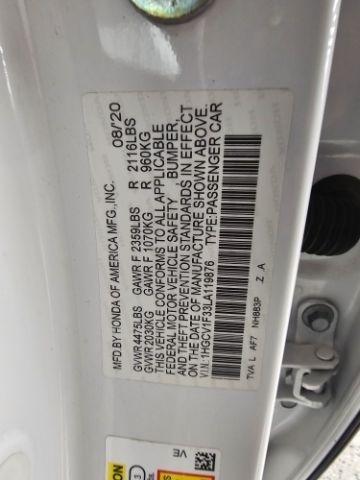 MFD BY HONDA OF AMERICA MFG.,INC. 08/20
GVWR 4475LBS GAWR F 2359LBS R 2116LBS
GVWR 2030KG GAWR F 1070KG R 960KG
THIS VEHICLE CONFORMS TO ALL APPLICABLE
FEDERAL MOTOR VEHICLE SAFETY BUMPER,
AND THEFT PREVENTION STANDARDS IN EFFECT
ON THE DATE OF MANUFACTURE SHOWN ABOVE.
V.I.N.:1HGCV1F33LA119876 TYPE:PASSENGER CAR
TVA L AF7 NH883P Z A
VE
3